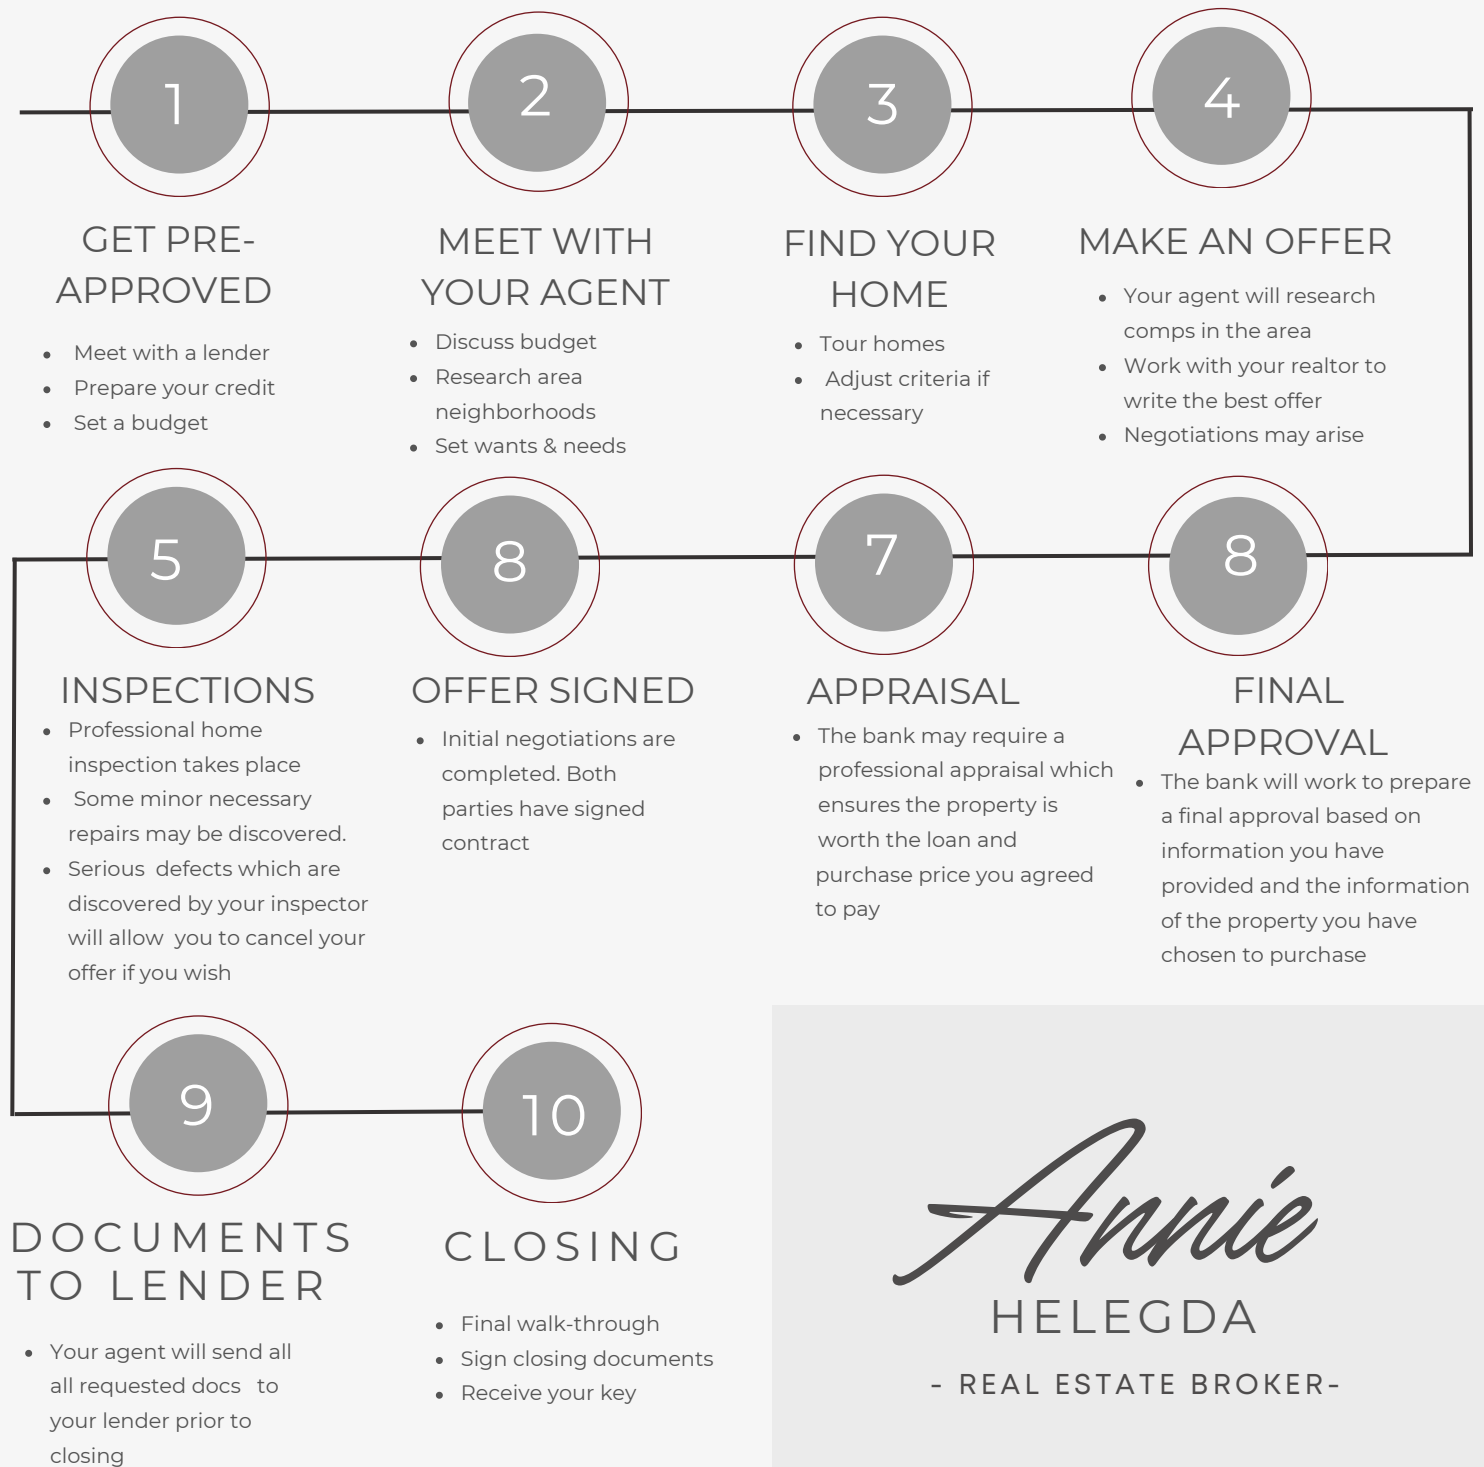 1
GET PRE-
APPROVED
Meet with a lender
Prepare your credit
Set a budget
2
MEET WITH
YOUR AGENT
Discuss budget
Research area
neighborhoods
Set wants & needs
3
FIND YOUR
HOME
Tour homes
Adjust criteria if
necessary
4
MAKE AN OFFER
Your agent will research
comps in the area
Work with your realtor to
write the best offer
Negotiations may arise
5
INSPECTIONS
Professional home
inspection takes place
Some minor necessary
repairs may be discovered.
Serious defects which are
discovered by your inspector
will allow you to cancel your
offer if you wish
8
OFFER SIGNED
Initial negotiations are
completed. Both
parties have signed
contract
7
APPRAISAL
The bank may require a
professional appraisal which
ensures the property is
worth the loan and
purchase price you agreed
to pay
8
FINAL
APPROVAL
The bank will work to prepare
a final approval based on
information you have
provided and the information
of the property you have
chosen to purchase
9
DOCUMENTS
TO LENDER
Your agent will send all
all requested docs to
your lender prior to
closing
10
CLOSING
Final walk-through
Sign closing documents
Receive your key
Annie
HELEGDA
- REAL ESTATE BROKER-